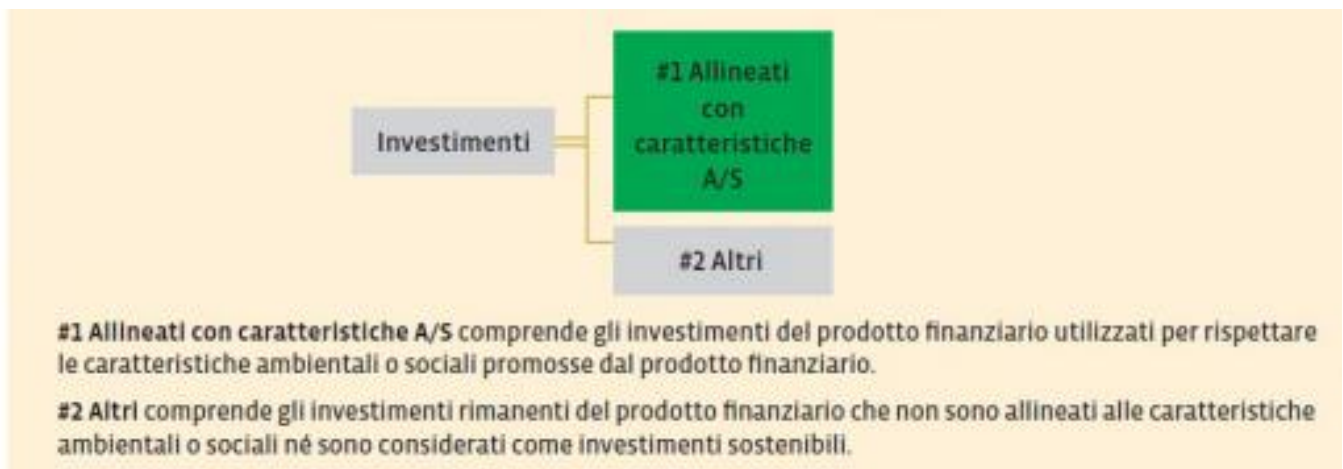 #1 Allineati
con
caratteristiche
A/S
Investimenti
#2 Altri
#1 Allineati con caratteristiche A/S comprende gli investimenti del prodotto finanziario utilizzati per rispettare
le caratteristiche ambientali o sociali promosse dal prodotto finanziario.
#2 Altri comprende gli investimenti rimanenti del prodotto finanziario che non sono allineati alle caratteristiche
ambientali o sociali né sono considerati come investimenti sostenibili.